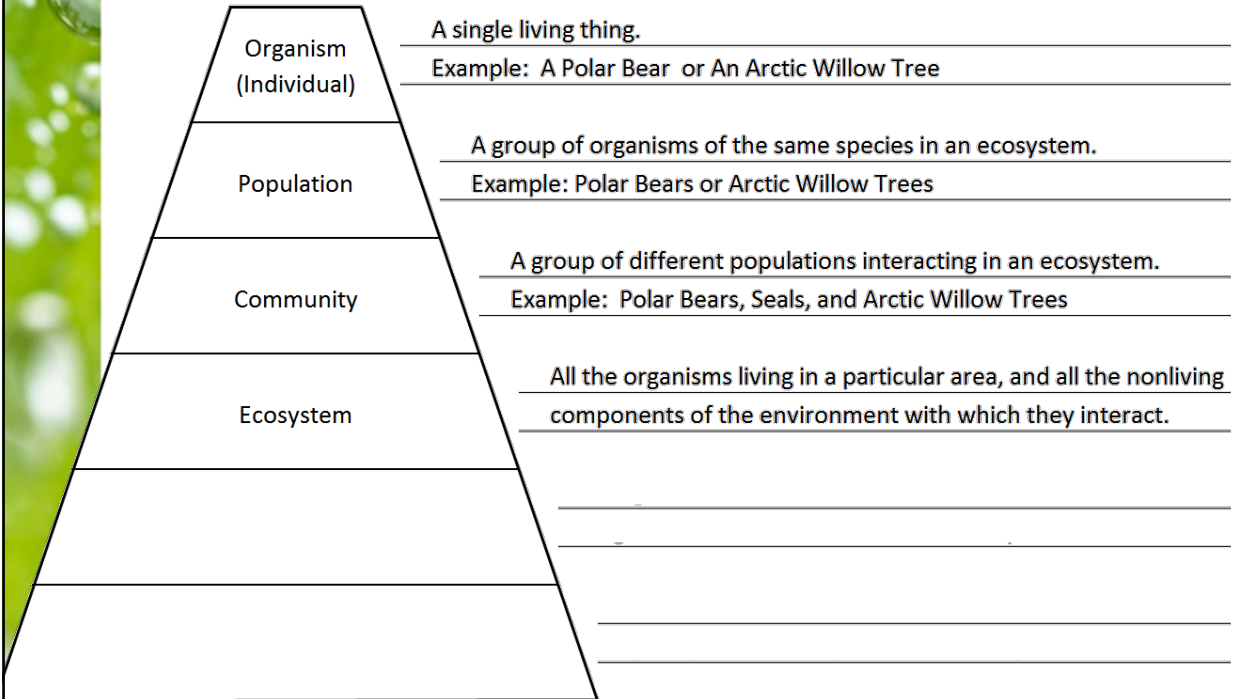 Organism
(Individual)
A single living thing.
Example:  A Polar Bear  or An Arctic Willow Tree
Population
A group of organisms of the same species in an ecosystem.
Example: Polar Bears or Arctic Willow Trees
Community
A group of different populations interacting in an ecosystem.
Example:  Polar Bears, Seals, and Arctic Willow Trees
Ecosystem
All the organisms living in a particular area, and all the nonliving
components of the environment with which they interact.